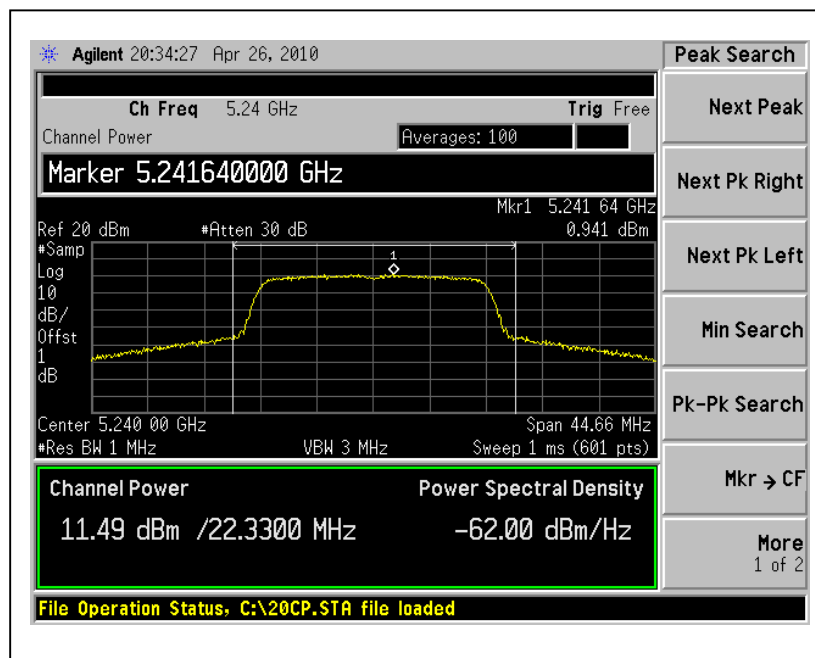 Agilent 20:34:27 Apr 26, 2010
Peak Search
Ch Freq 5.24 GHz Trig Free
Channel Power Averages: 100
Marker 5.241640000 GHz
Mkr1 5.241 64 GHz
Ref 20 dBm #Atten 30 dB 0.941 dBm
#Samp
Log
10
dB/
Offst
1
dB
1
Center 5.240 00 GHz Span 44.66 MHz
#Res BW 1 MHz VBW 3 MHz Sweep 1 ms (601 pts)
Channel Power Power Spectral Density
11.49 dBm /22.3300 MHz -62.00 dBm/Hz
File Operation Status, C:\20CP.STA file loaded
Next Peak
Next Pk Right
Next Pk Left
Min Search
Pk-Pk Search
Mkr → CF
More
1 of 2